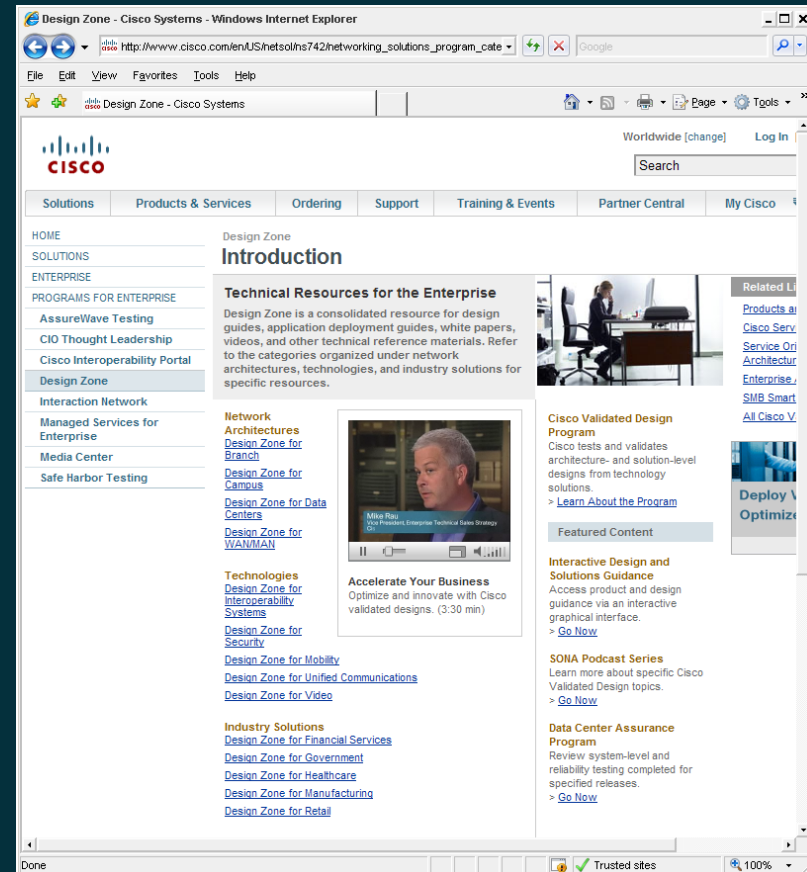 Design Zone - Cisco Systems - Windows Internet Explorer
http://www.cisco.com/en/US/netsol/ns742/networking_solutions_program_cate
Google
File Edit View Favorites Tools Help
Design Zone - Cisco Systems
Page Tools
Worldwide [change] Log In
CISCO
Search
Solutions Products & Services Ordering Support Training & Events Partner Central My Cisco
HOME
SOLUTIONS
ENTERPRISE
PROGRAMS FOR ENTERPRISE
AssureWave Testing
CIO Thought Leadership
Cisco Interoperability Portal
Design Zone
Interaction Network
Managed Services for
Enterprise
Media Center
Safe Harbor Testing
Design Zone
Introduction
Technical Resources for the Enterprise
Design Zone is a consolidated resource for design
guides, application deployment guides, white papers,
videos, and other technical reference materials. Refer
to the categories organized under network
architectures, technologies, and industry solutions for
specific resources.
Network
Architectures
Design Zone for
Branch
Design Zone for
Campus
Design Zone for Data
Centers
Design Zone for
WAN/MAN
Technologies
Design Zone for
Interoperability
Systems
Design Zone for
Security
Design Zone for Mobility
Design Zone for Unified Communications
Design Zone for Video
Industry Solutions
Design Zone for Financial Services
Design Zone for Government
Design Zone for Healthcare
Design Zone for Manufacturing
Design Zone for Retail
Mike Rau
Vice President, Enterprise Technical Sales Strategy
Accelerate Your Business
Optimize and innovate with Cisco
validated designs. (3:30 min)
Cisco Validated Design
Program
Cisco tests and validates
architecture- and solution-level
designs from technology
solutions.
> Learn About the Program
Featured Content
Interactive Design and
Solutions Guidance
Access product and design
guidance via an interactive
graphical interface.
> Go Now
SONA Podcast Series
Learn more about specific Cisco
Validated Design topics.
> Go Now
Data Center Assurance
Program
Review system-level and
reliability testing completed for
specified releases.
> Go Now
Related Li
Products a
Cisco Serv
Service Ori
Architectur
Enterprise
SMB Smart
All Cisco V
Deploy V
Optimize
Done
Trusted sites
100%